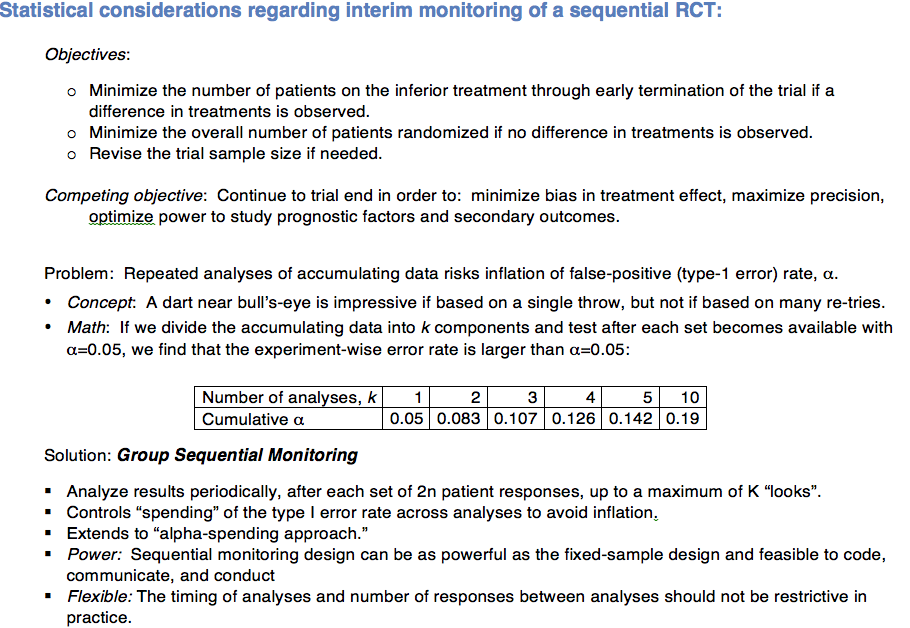 Statistical considerations regarding interim monitoring of a sequential RCT:
Objectives:
o Minimize the number of patients on the inferior treatment through early termination of the trial if a
difference in treatments is observed.
o Minimize the overall number of patients randomized if no difference in treatments is observed.
o Revise the trial sample size if needed.
Competing objective: Continue to trial end in order to: minimize bias in treatment effect, maximize precision,
optimize power to study prognostic factors and secondary outcomes.
Problem: Repeated analyses of accumulating data risks inflation of false-positive (type-1 error) rate, α.
• Concept: A dart near bull's-eye is impressive if based on a single throw, but not if based on many re-tries.
• Math: If we divide the accumulating data into k components and test after each set becomes available with
α=0.05, we find that the experiment-wise error rate is larger than α=0.05:
Number of analyses, k 1 2 3 4 5 10
Cumulative α 0.05 0.083 0.107 0.126 0.142 0.19
Solution: Group Sequential Monitoring
▪ Analyze results periodically, after each set of 2n patient responses, up to a maximum of K “looks”.
▪ Controls “spending” of the type I error rate across analyses to avoid inflation.
▪ Extends to “alpha-spending approach.”
▪ Power: Sequential monitoring design can be as powerful as the fixed-sample design and feasible to code,
communicate, and conduct
▪ Flexible: The timing of analyses and number of responses between analyses should not be restrictive in
practice.